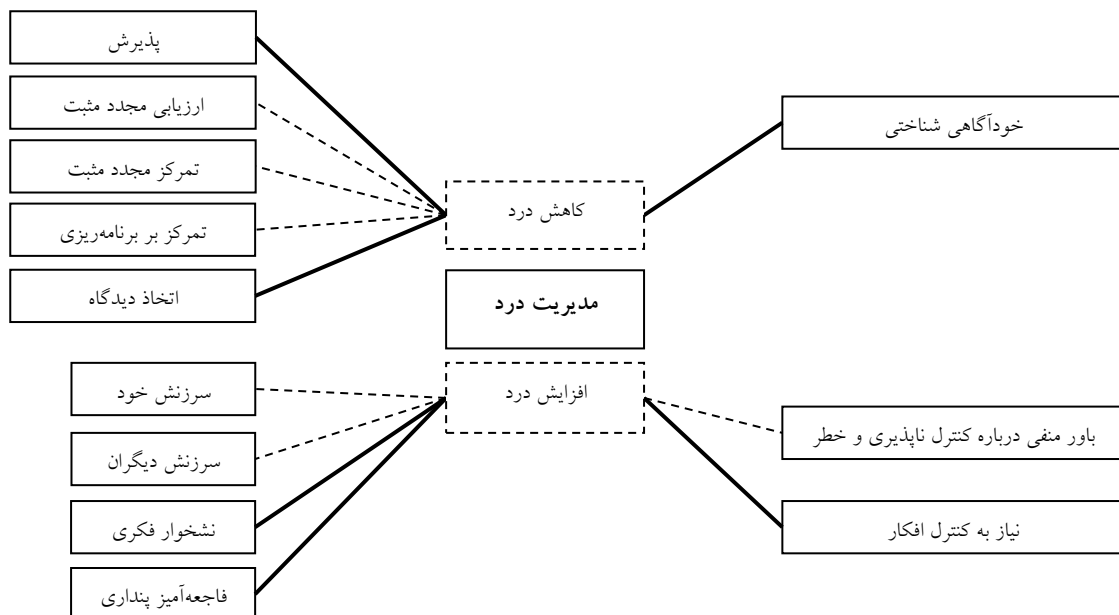 پذیرش
ارزیابی مجدد مثبت
تمرکز مجدد مثبت
تمرکز بر برنامه‌ریزی
اتخاذ دیدگاه
خودآگاهی شناختی
کاهش درد
مدیریت درد
افزایش درد
سرزنش خود
سرزنش دیگران
نشخوار فکری
فاجعه‌آمیز پنداری
باور منفی درباره کنترل ناپذیری و خطر
نیاز به کنترل افکار